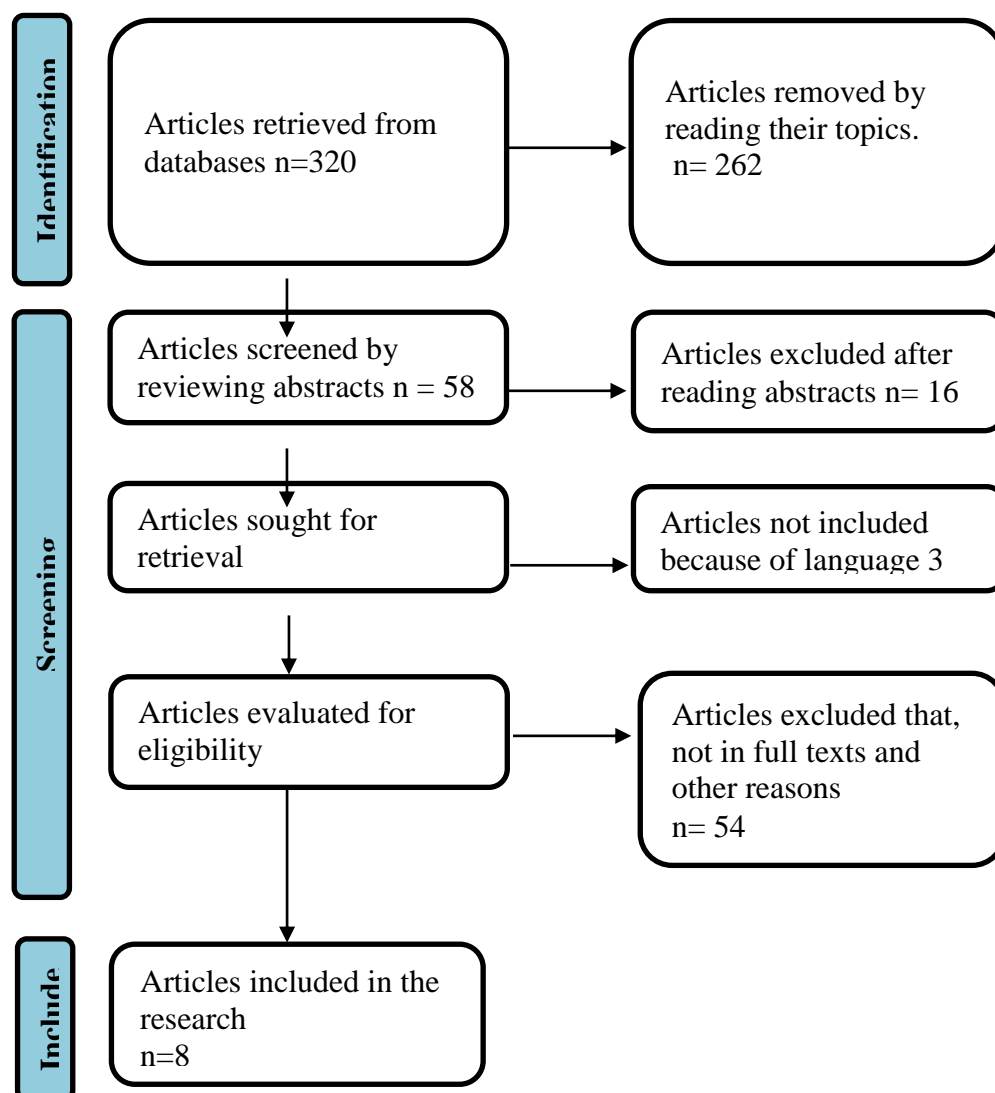 Identification
Articles retrieved from
databases n=320
Articles removed by
reading their topics.
n= 262
Screening
Articles screened by
reviewing abstracts n = 58
Articles excluded after
reading abstracts n= 16
Articles sought for
retrieval
Articles not included
because of language 3
Articles evaluated for
eligibility
Articles excluded that,
not in full texts and
other reasons
n= 54
Include
Articles included in the
research
n=8